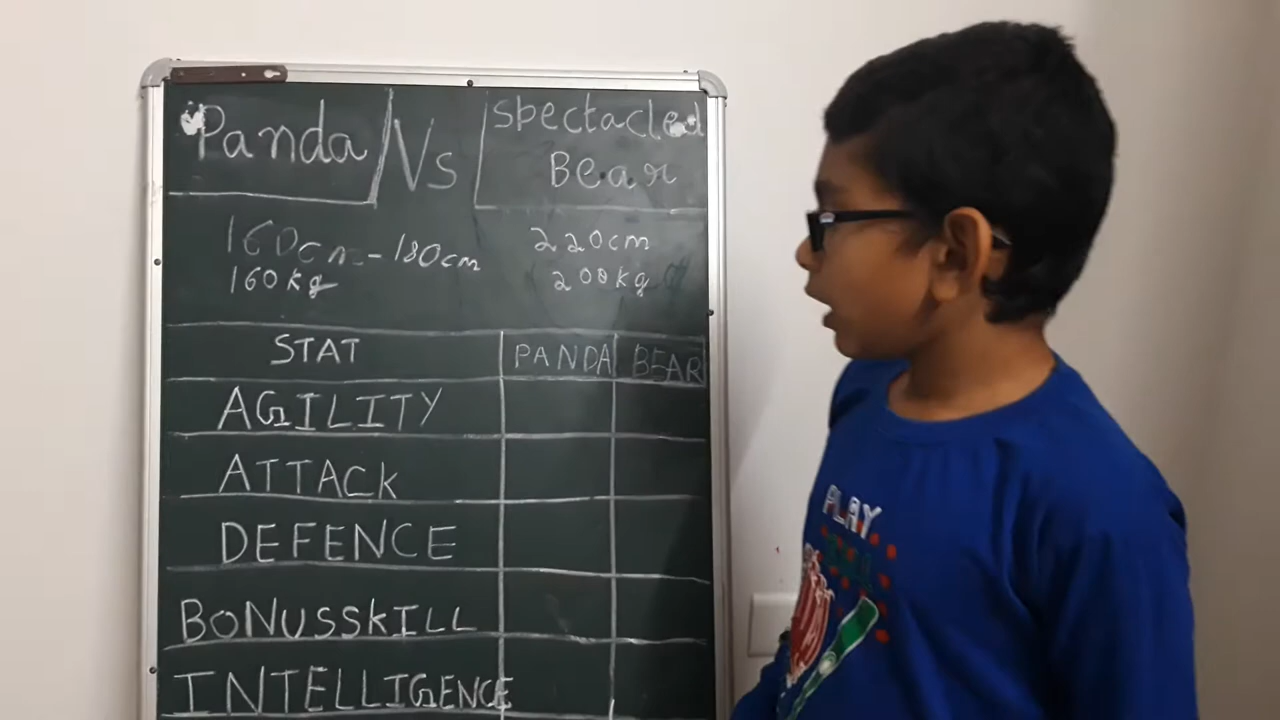 Panda
Vs
spectacled
Bear
160cm-180cm
160kg
220cm
200kg
STAT
PANDA
BEAR
AGILITY
ATTACK
DEFENCE
BONUSSKILL
INTELLIGENCE
PLAY